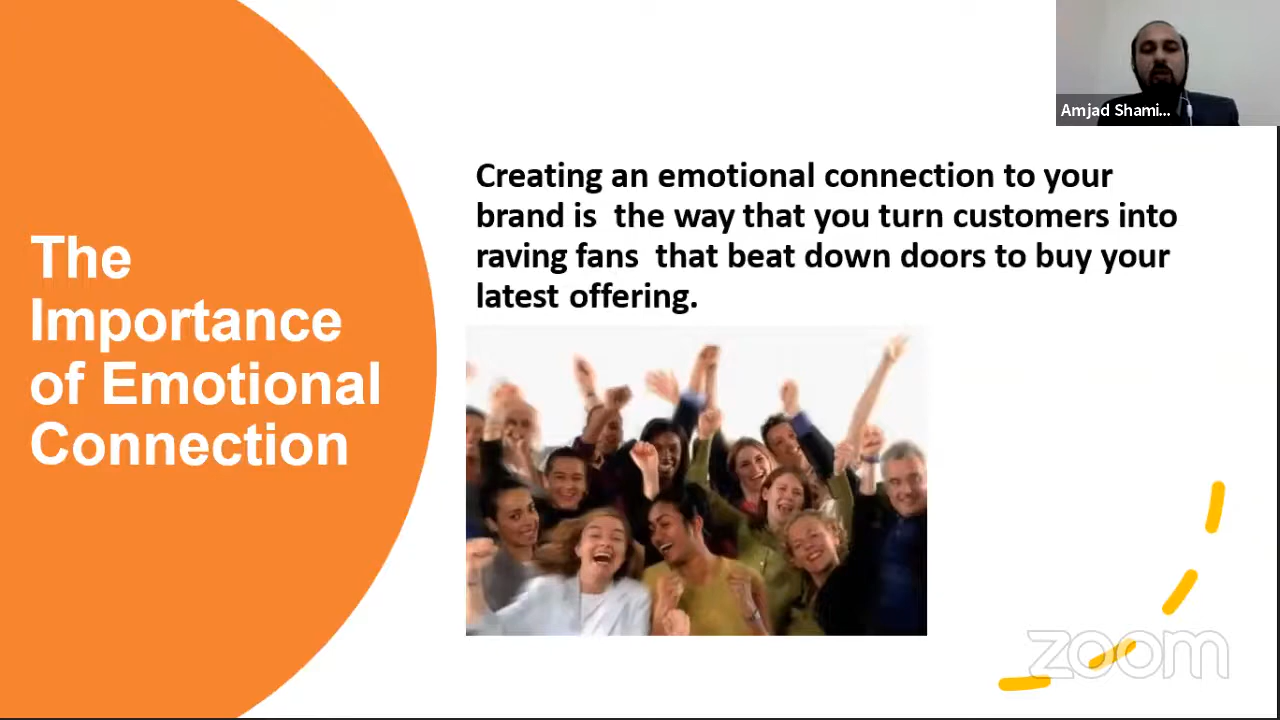 Amjad Shami...
Creating an emotional connection to your
brand is  the way that you turn customers into
raving fans  that beat down doors to buy your
latest offering.
The
Importance
of Emotional
Connection
zoom